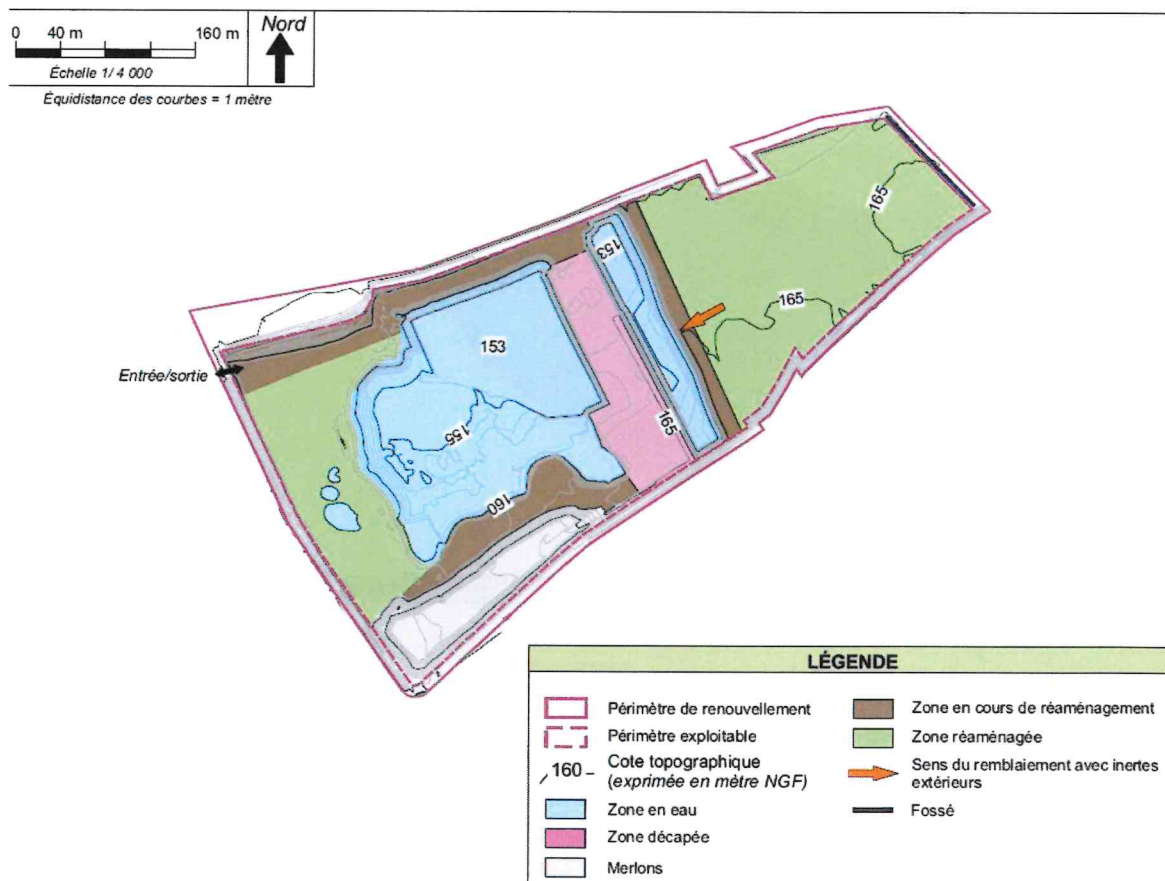 0 40 m 160 m
Échelle 1/ 4 000
Nord
Équidistance des courbes = 1 mètre
165
153
165
153
Entrée/sortie
155
165
160
LÉGENDE
Périmètre de renouvellement
Périmètre exploitable
160
Cote topographique
(exprimée en mètre NGF)
Zone en eau
Zone décapée
Merlons
Zone en cours de réaménagement
Zone réaménagée
Sens du remblaiement avec inertes
extérieurs
Fossé